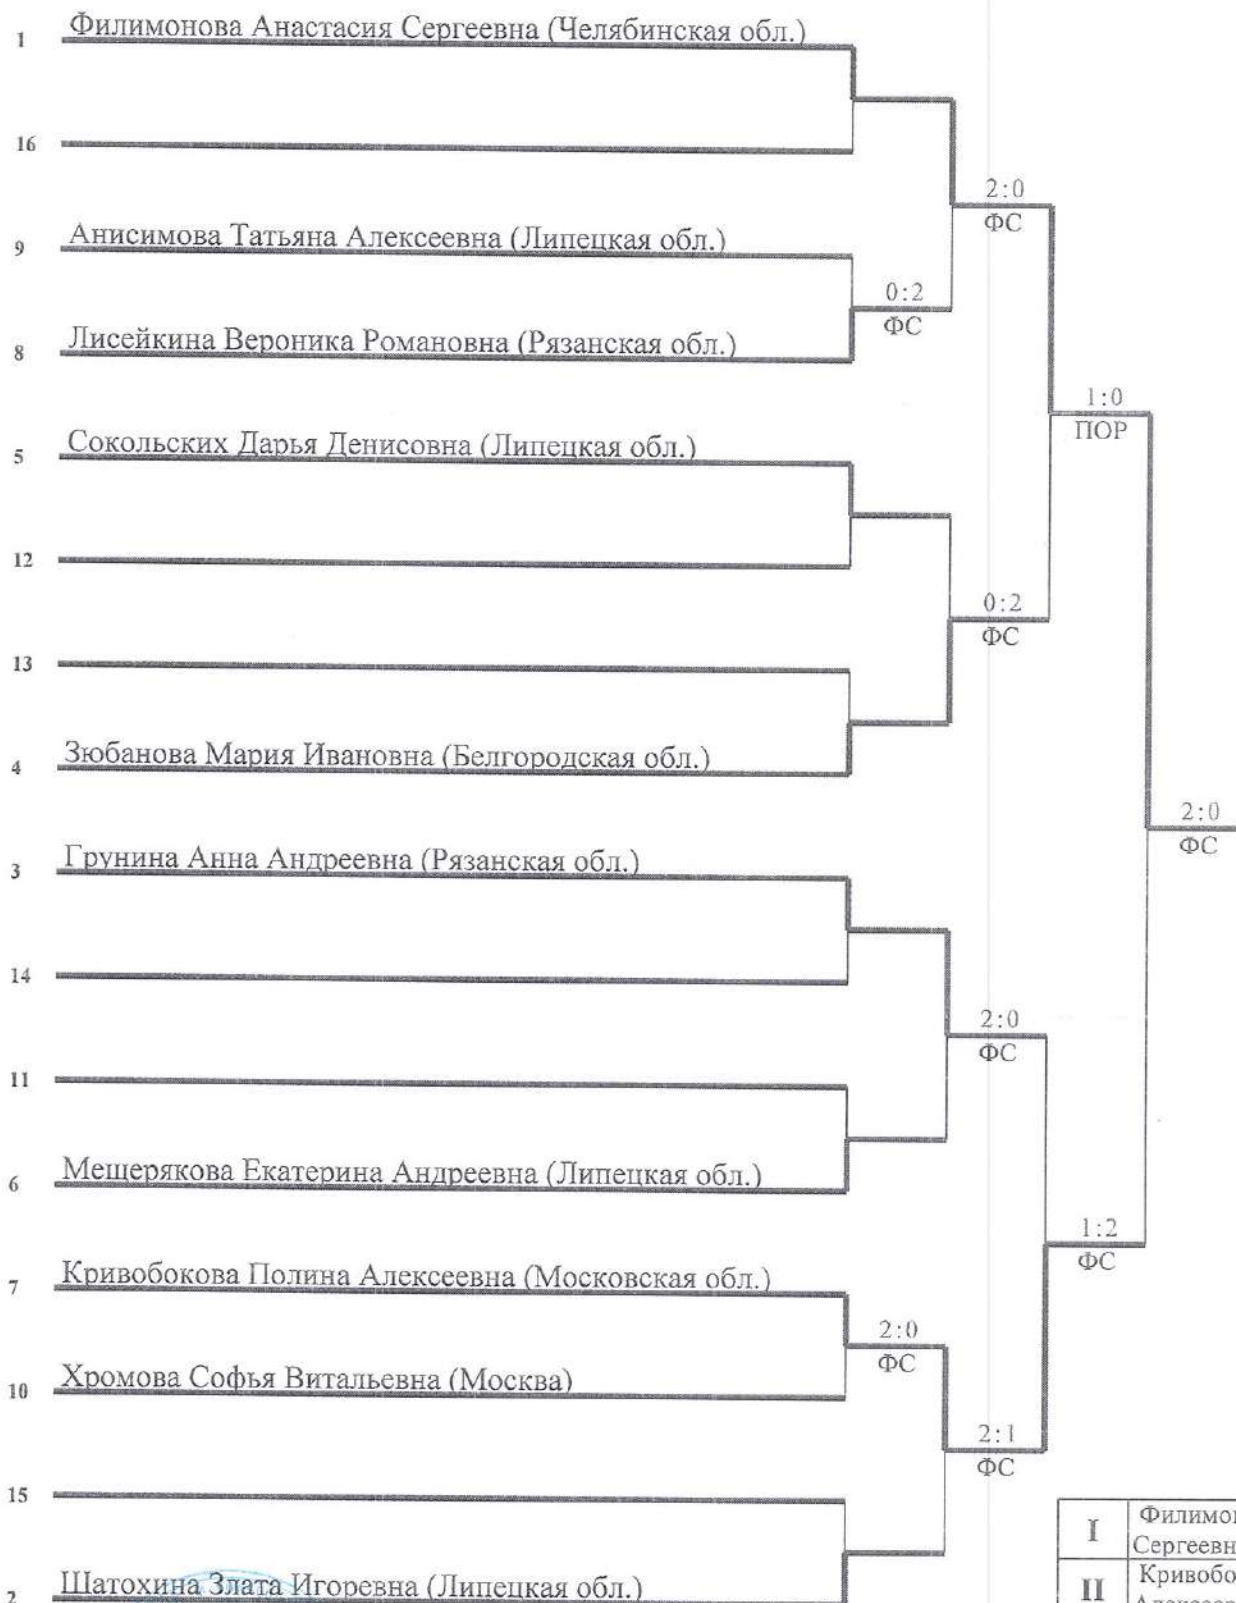 1 Филимонова Анастасия Сергеевна (Челябинская обл.)
16
2:0
ФС
9 Анисимова Татьяна Алексеевна (Липецкая обл.)
0:2
ФС
8 Лисейкина Вероника Романовна (Рязанская обл.)
1:0
ПОР
5 Сокольских Дарья Денисовна (Липецкая обл.)
12
0:2
ФС
13
4 Зюбанова Мария Ивановна (Белгородская обл.)
2:0
ФС
3 Грунина Анна Андреевна (Рязанская обл.)
14
2:0
ФС
11
6 Мещерякова Екатерина Андреевна (Липецкая обл.)
1:2
ФС
7 Кривобокова Полина Алексеевна (Московская обл.)
2:0
ФС
10 Хромова Софья Витальевна (Москва)
2:1
ФС
15
I Филимон
Сергеевн
2 Шатохина Злата Игоревна (Липецкая обл.)
II Кривобо